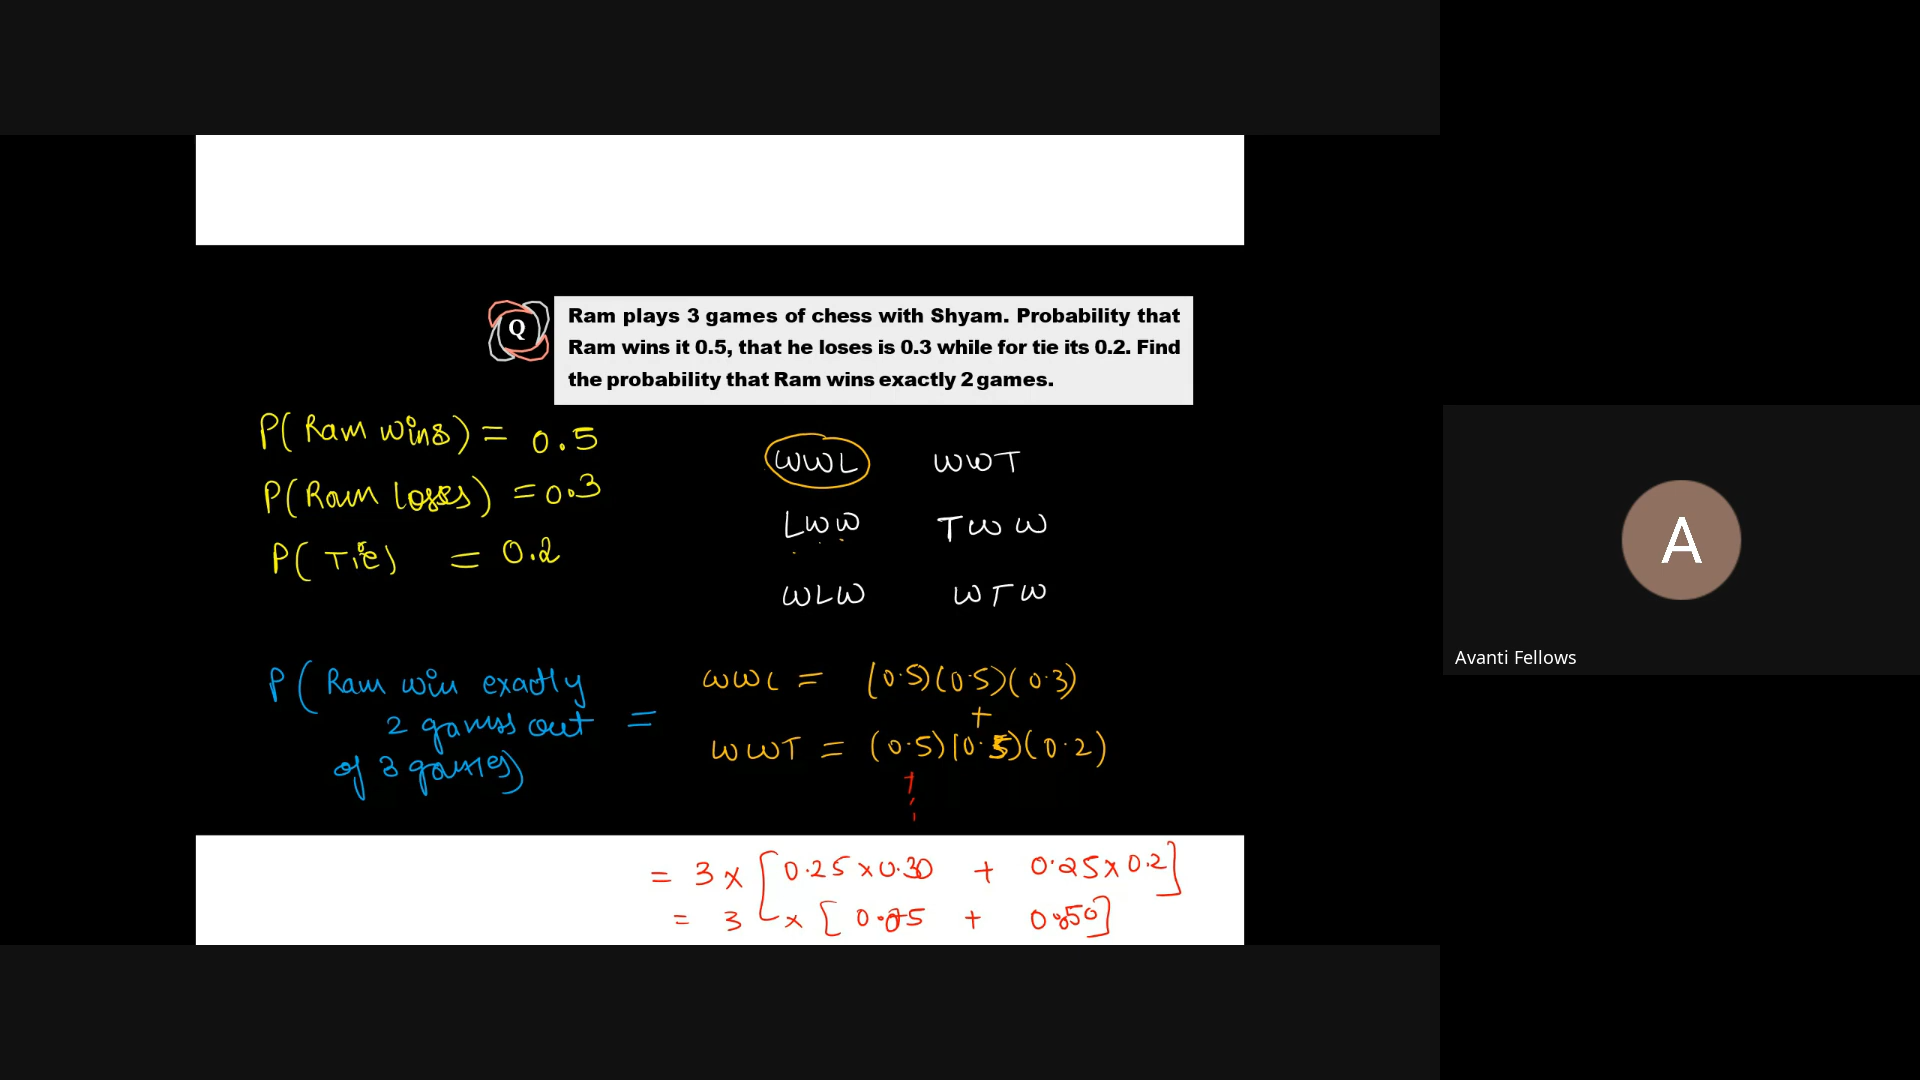 Q
Ram plays 3 games of chess with Shyam. Probability that
Ram wins it 0.5, that he loses is 0.3 while for tie its 0.2. Find
the probability that Ram wins exactly 2 games.
P( Ram wins) = 0.5
P(Ram loses) = 0.3
P( Tie) = 0.2
WWL WWT
LWW TWW
WLW WTW
P( Ram win exactly
2 games out =
of 3 games)
WWL = (0.5)(0.5)(0.3)
+
WWT = (0.5)(0.5)(0.2)
+
= 3 x [0.25 x 0.30 + 0.25 x 0.2]
= 3 x [
+
Avanti Fellows
A